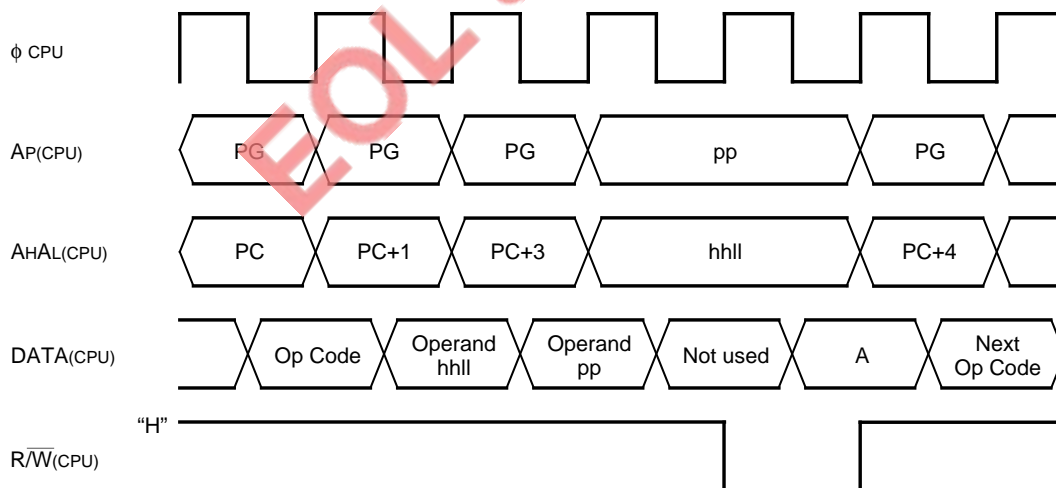 ϕ CPU
AP(CPU) PG PG PG pp PG
AHAL(CPU) PC PC+1 PC+3 hhll PC+4
DATA(CPU) Op Code Operand hhll Operand pp Not used A Next Op Code
“H”
R/W(CPU)
EOL